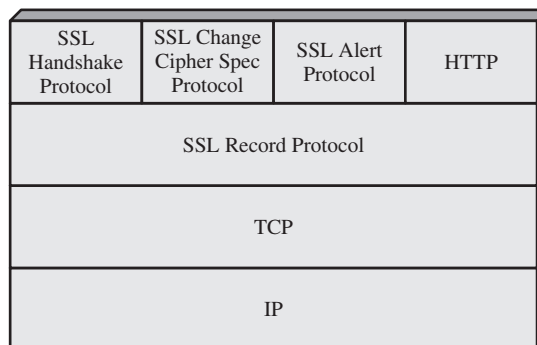 SSL
Handshake
Protocol
SSL Change
Cipher Spec
Protocol
SSL Alert
Protocol
HTTP
SSL Record Protocol
TCP
IP